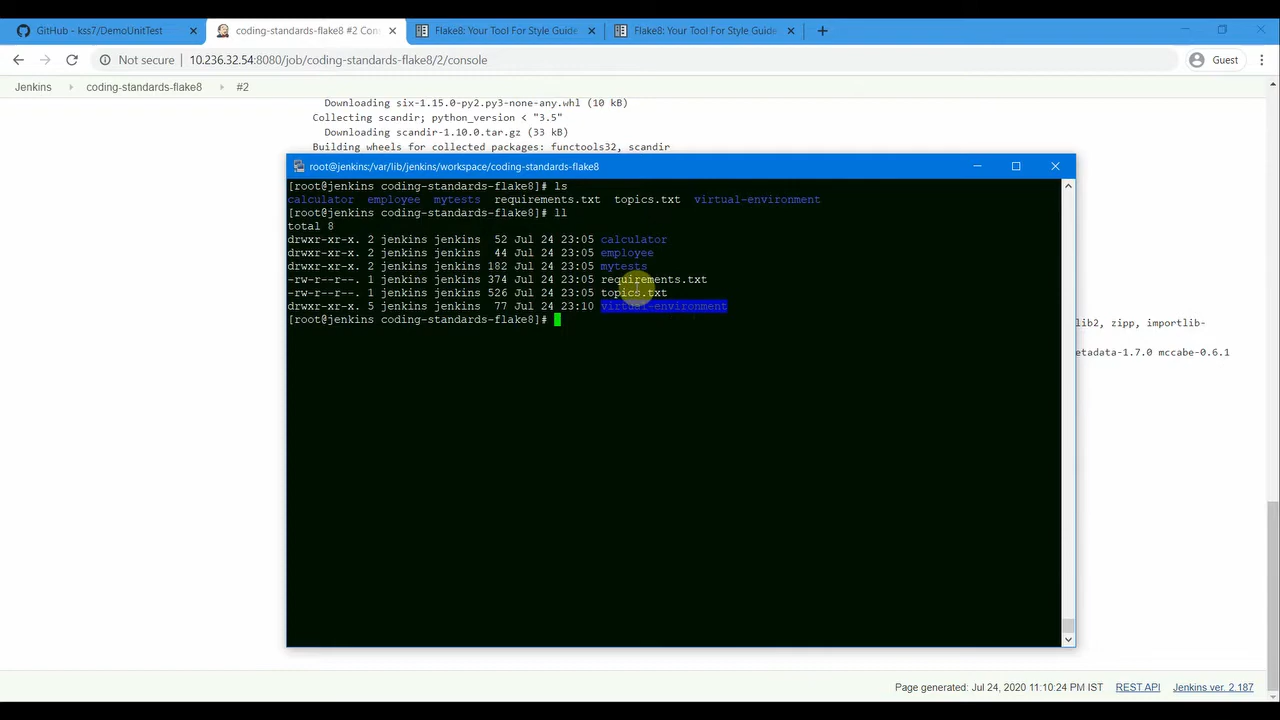 GitHub - kss7/DemoUnitTest
coding-standards-flake8 #2 Con
Flake8: Your Tool For Style Guide
Flake8: Your Tool For Style Guide
Not secure
10.236.32.54:8080/job/coding-standards-flake8/2/console
Guest
Jenkins coding-standards-flake8 #2
Downloading six-1.15.0-py2.py3-none-any.whl (10 kB)
Collecting scandir; python_version < "3.5"
Downloading scandir-1.10.0.tar.gz (33 kB)
Building wheels for collected packages: functools32, scandir
root@jenkins:/var/lib/jenkins/workspace/coding-standards-flake8
[root@jenkins coding-standards-flake8]# ls
calculator employee mytests requirements.txt topics.txt virtual-environment
[root@jenkins coding-standards-flake8]# ll
total 8
drwxr-xr-x. 2 jenkins jenkins 52 Jul 24 23:05 calculator
drwxr-xr-x. 2 jenkins jenkins 44 Jul 24 23:05 employee
drwxr-xr-x. 2 jenkins jenkins 182 Jul 24 23:05 mytests
-rw-r--r--. 1 jenkins jenkins 374 Jul 24 23:05 requirements.txt
-rw-r--r--. 1 jenkins jenkins 526 Jul 24 23:05 topics.txt
drwxr-xr-x. 5 jenkins jenkins 77 Jul 24 23:10 virtual-environment
[root@jenkins coding-standards-flake8]#
lib2, zipp, importlib-
etadata-1.7.0 mccabe-0.6.1
Page generated: Jul 24, 2020 11:10:24 PM IST REST API Jenkins ver. 2.187